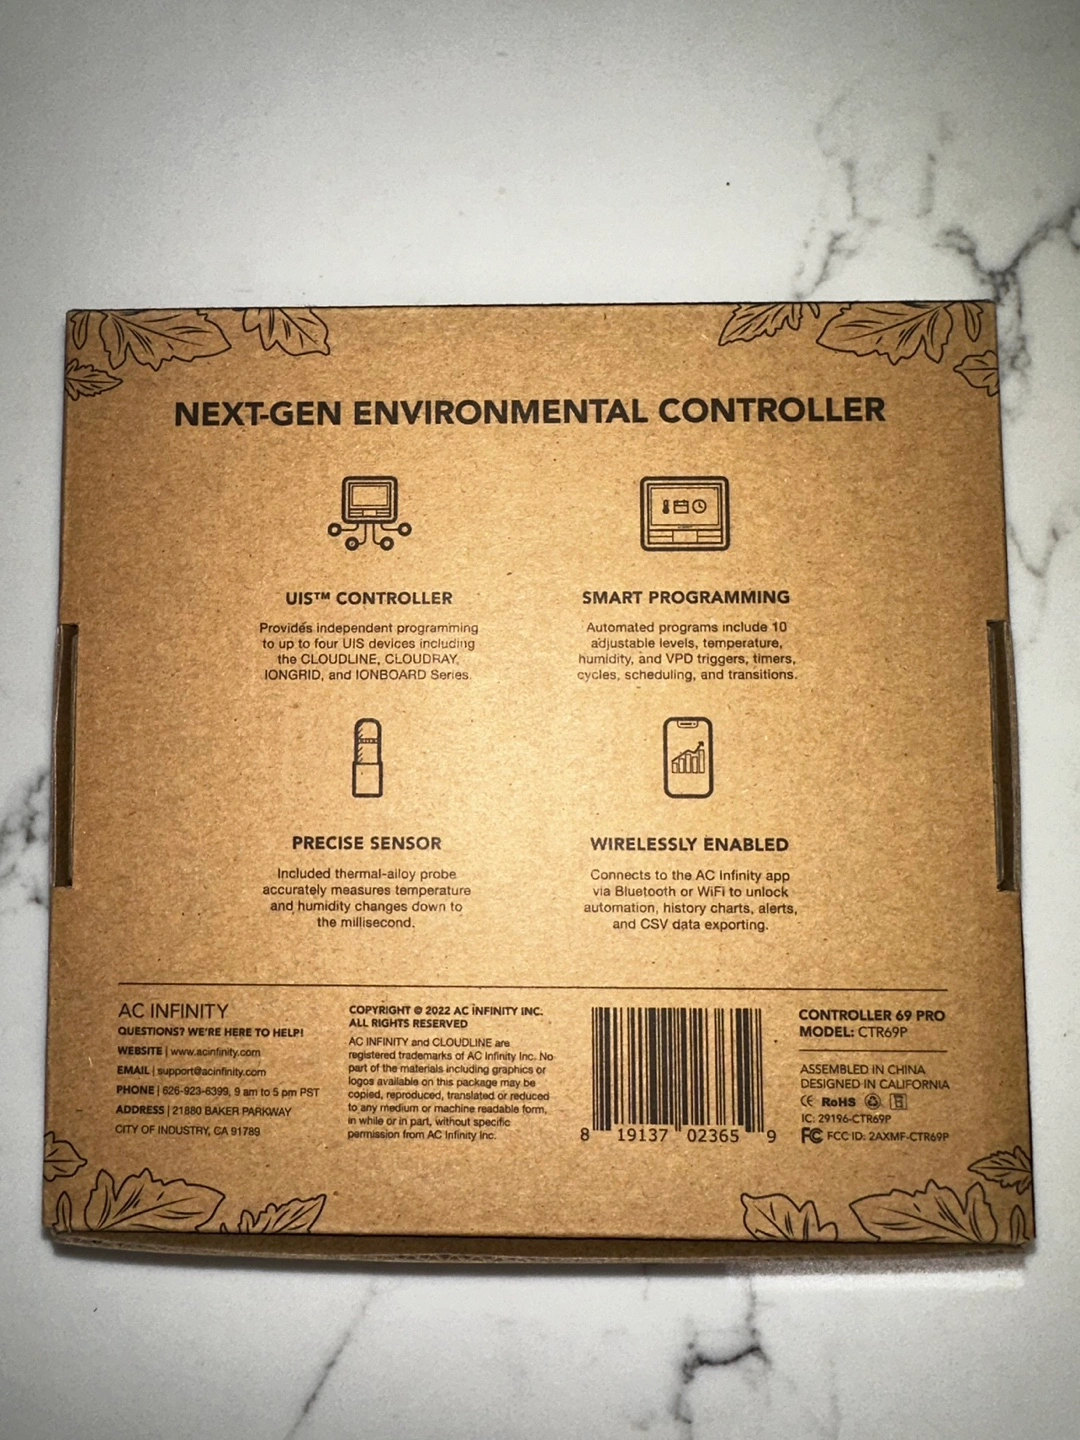 NEXT-GEN ENVIRONMENTAL CONTROLLER
UIS™ CONTROLLER
Provides independent programming
to up to four UIS devices including
the CLOUDLINE, CLOUDRAY,
IONGRID, and IONBOARD Series.
SMART PROGRAMMING
Automated programs include 10
adjustable levels, temperature,
humidity, and VPD triggers, timers,
cycles, scheduling, and transitions.
PRECISE SENSOR
Included thermal-alloy probe
accurately measures temperature
and humidity changes down to
the millisecond.
WIRELESSLY ENABLED
Connects to the AC Infinity app
via Bluetooth or WiFi to unlock
automation, history charts, alerts,
and CSV data exporting.
AC INFINITY
QUESTIONS? WE'RE HERE TO HELP!
WEBSITE | www.acinfinity.com
EMAIL | support@acinfinity.com
PHONE | 626-923-6399, 9 am to 5 pm PST
ADDRESS | 21880 BAKER PARKWAY
CITY OF INDUSTRY, CA 91789
COPYRIGHT © 2022 AC INFINITY INC.
ALL RIGHTS RESERVED
AC INFINITY and CLOUDLINE are
registered trademarks of AC Infinity Inc. No
part of the materials including graphics or
logos available on this package may be
copied, reproduced, translated or reduced
to any medium or machine readable form,
in while or in part, without specific
permission from AC Infinity Inc.
8 19137 02365 9
CONTROLLER 69 PRO
MODEL: CTR69P
ASSEMBLED IN CHINA
DESIGNED IN CALIFORNIA
CE RoHS
IC: 29196-CTR69P
FC FCC ID: 2AXMF-CTR69P